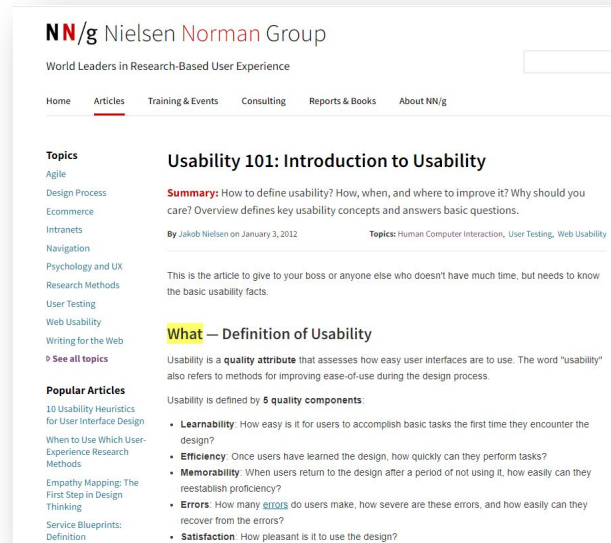 NN/g Nielsen Norman Group
World Leaders in Research-Based User Experience
Home Articles Training & Events Consulting Reports & Books About NN/g
Topics
Agile
Design Process
Ecommerce
Intranets
Navigation
Psychology and UX
Research Methods
User Testing
Web Usability
Writing for the Web
See all topics
Popular Articles
10 Usability Heuristics
for User Interface Design
When to Use Which User-
Experience Research
Methods
Empathy Mapping: The
First Step in Design
Thinking
Service Blueprints:
Definition
Usability 101: Introduction to Usability
Summary: How to define usability? How, when, and where to improve it? Why should you
care? Overview defines key usability concepts and answers basic questions.
By Jakob Nielsen on January 3, 2012 Topics: Human Computer Interaction, User Testing, Web Usability
This is the article to give to your boss or anyone else who doesn't have much time, but needs to know
the basic usability facts.
What — Definition of Usability
Usability is a quality attribute that assesses how easy user interfaces are to use. The word "usability"
also refers to methods for improving ease-of-use during the design process.
Usability is defined by 5 quality components:
• Learnability: How easy is it for users to accomplish basic tasks the first time they encounter the
design?
• Efficiency: Once users have learned the design, how quickly can they perform tasks?
• Memorability: When users return to the design after a period of not using it, how easily can they
reestablish proficiency?
• Errors: How many errors do users make, how severe are these errors, and how easily can they
recover from the errors?
• Satisfaction: How pleasant is it to use the design?